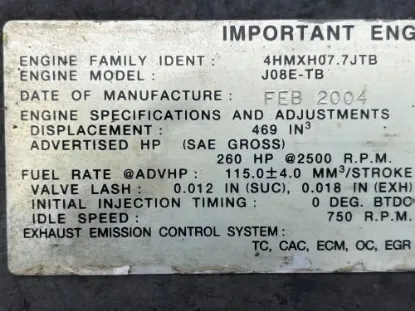 IMPORTANT ENG
ENGINE FAMILY IDENT : 4HMXH07.7JTB
ENGINE MODEL : J08E-TB
DATE OF MANUFACTURE : FEB 2004
ENGINE SPECIFICATIONS AND ADJUSTMENTS
DISPLACEMENT : 469 IN³
ADVERTISED HP (SAE GROSS)
260 HP @2500 R.P.M.
FUEL RATE @ADVHP : 115.0±4.0 MM³/STROKE
VALVE LASH : 0.012 IN (SUC), 0.018 IN (EXH)
INITIAL INJECTION TIMING : 0 DEG. BTDC
IDLE SPEED : 750 R.P.M.
EXHAUST EMISSION CONTROL SYSTEM :
TC, CAC, ECM, OC, EGR